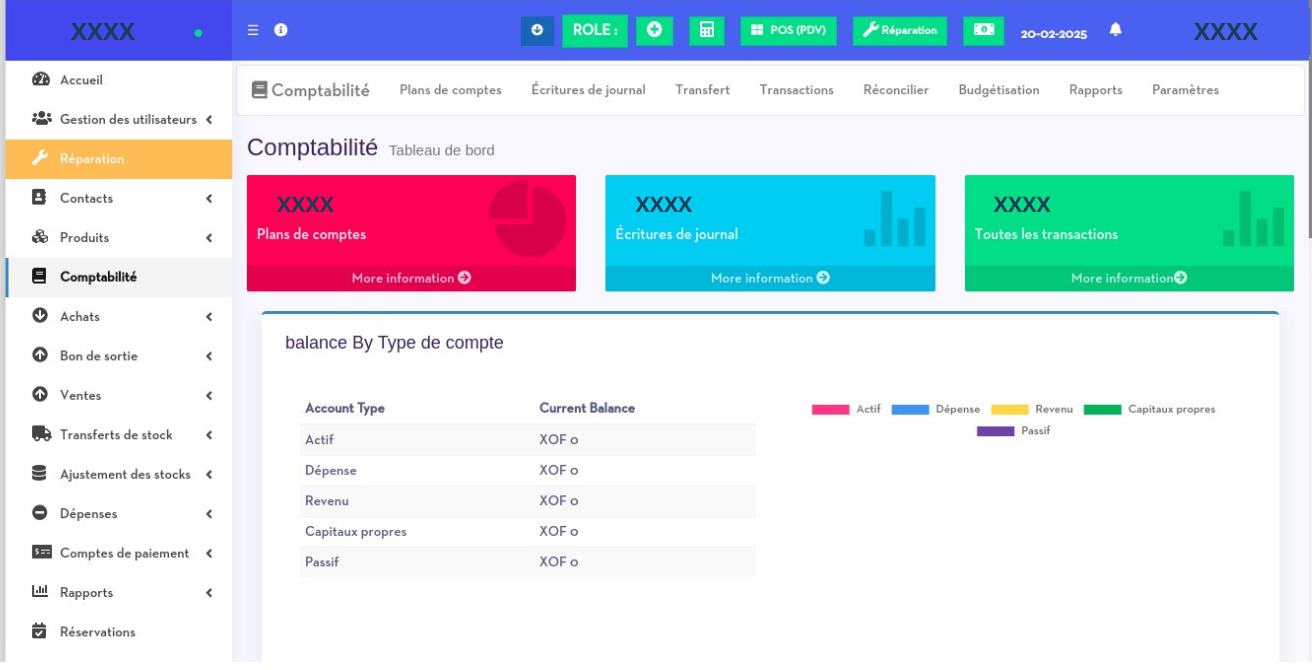 XXXX
ROLE :
POS (PDV)
Réparation
20-02-2025
XXXX
Accueil
Gestion des utilisateurs
Réparation
Contacts
Produits
Comptabilité
Achats
Bon de sortie
Ventes
Transferts de stock
Ajustement des stocks
Dépenses
Comptes de paiement
Rapports
Réservations
Comptabilité Plans de comptes Écritures de journal Transfert Transactions Réconcilier Budgétisation Rapports Paramètres
Comptabilité Tableau de bord
XXXX
Plans de comptes
More information
XXXX
Écritures de journal
More information
XXXX
Toutes les transactions
More information
balance By Type de compte
Account Type Current Balance
Actif XOF 0
Dépense XOF 0
Revenu XOF 0
Capitaux propres XOF 0
Passif XOF 0
Actif Dépense Revenu Capitaux propres
Passif